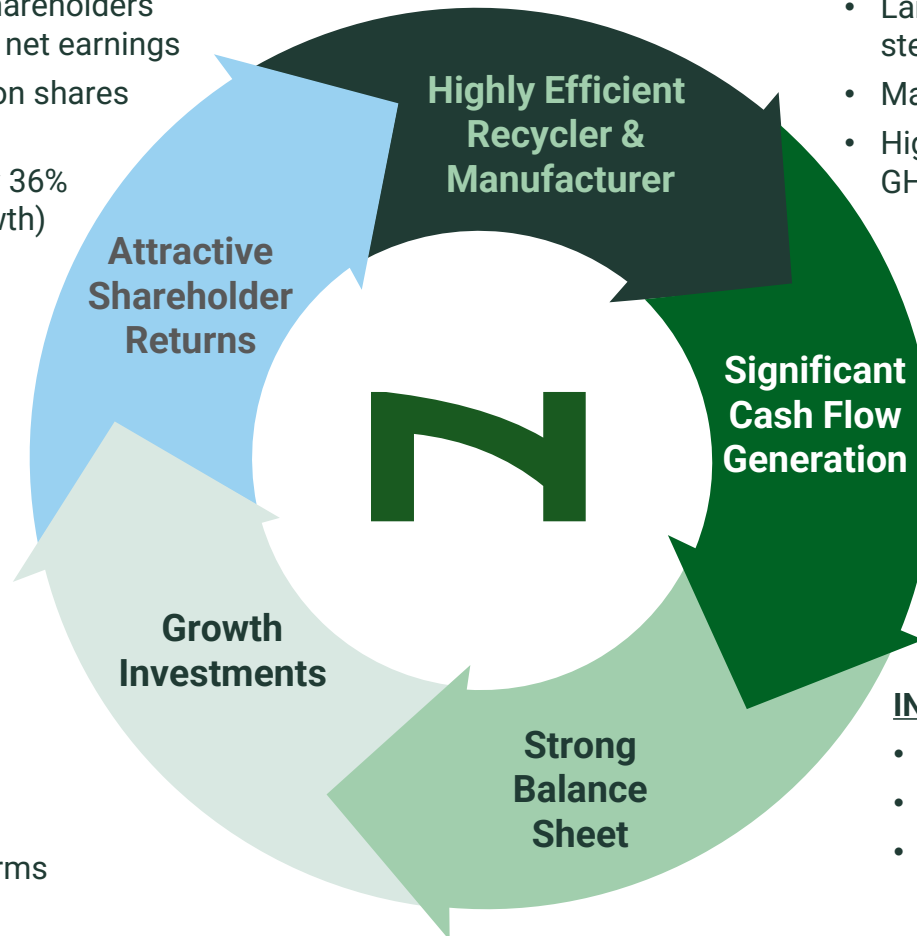 hareholders
net earnings
on shares
36%
wth)
Highly Efficient
Recycler &
Manufacturer
Attractive
Shareholder
Returns
Significant
Cash Flow
Generation
Growth
Investments
Strong
Balance
Sheet
rms
• Lar
ste
• Ma
• Hig
GH
IN
•
•
•